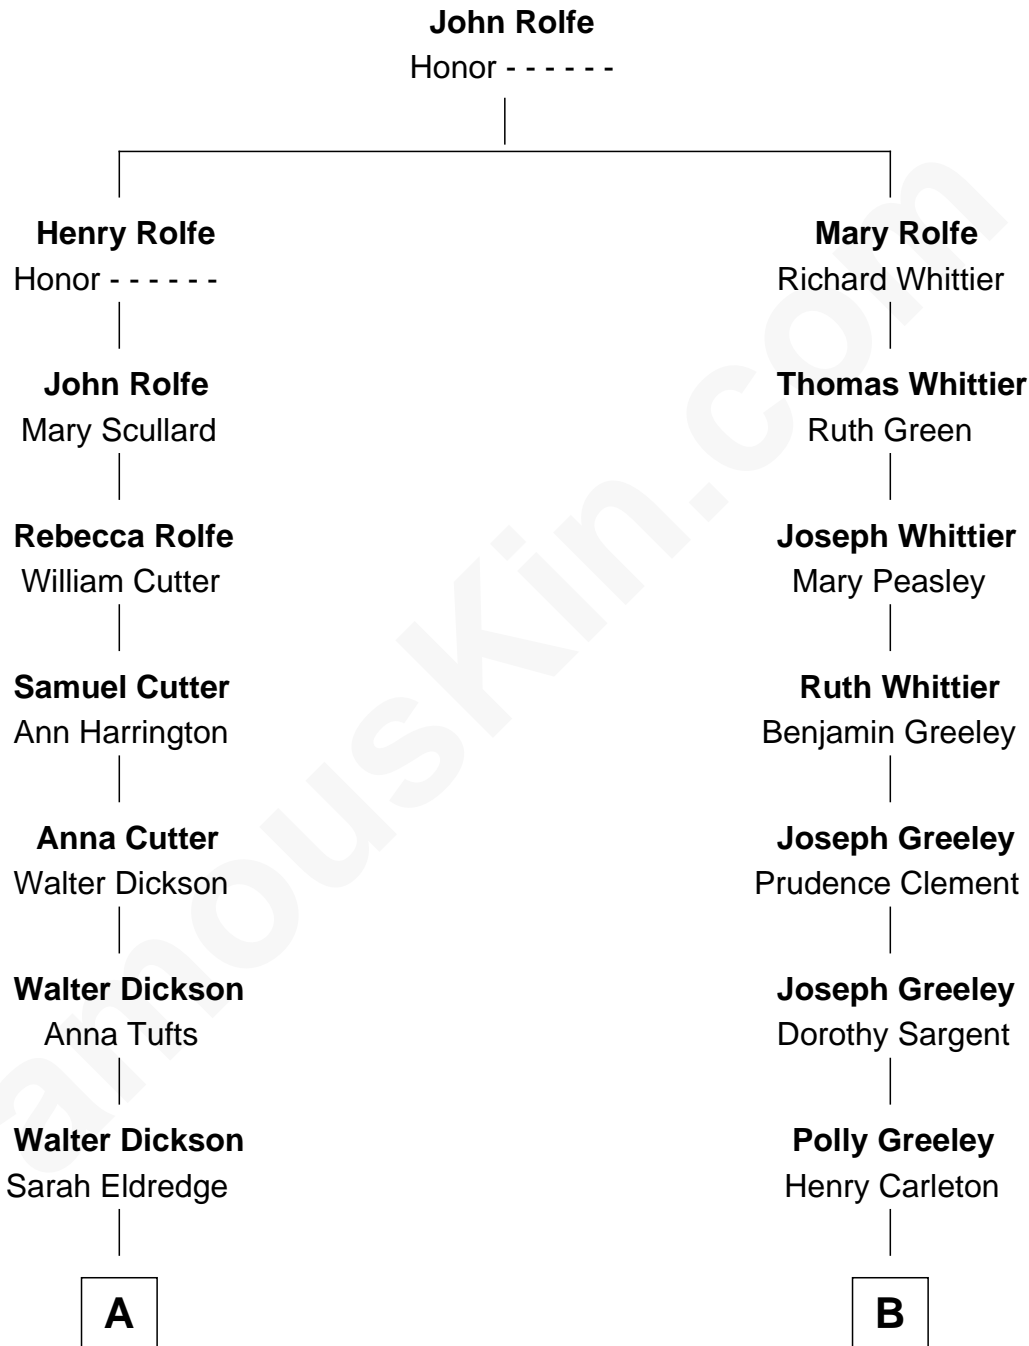 John Rolfe
Honor - - - - - -
Henry Rolfe
Honor - - - - - -
Mary Rolfe
Richard Whittier
John Rolfe
Mary Scullard
Thomas Whittier
Ruth Green
Rebecca Rolfe
William Cutter
Joseph Whittier
Mary Peasley
Samuel Cutter
Ann Harrington
Ruth Whittier
Benjamin Greeley
Anna Cutter
Walter Dickson
Joseph Greeley
Prudence Clement
Walter Dickson
Anna Tufts
Joseph Greeley
Dorothy Sargent
Walter Dickson
Sarah Eldredge
Polly Greeley
Henry Carleton
A
B
amousKin.com